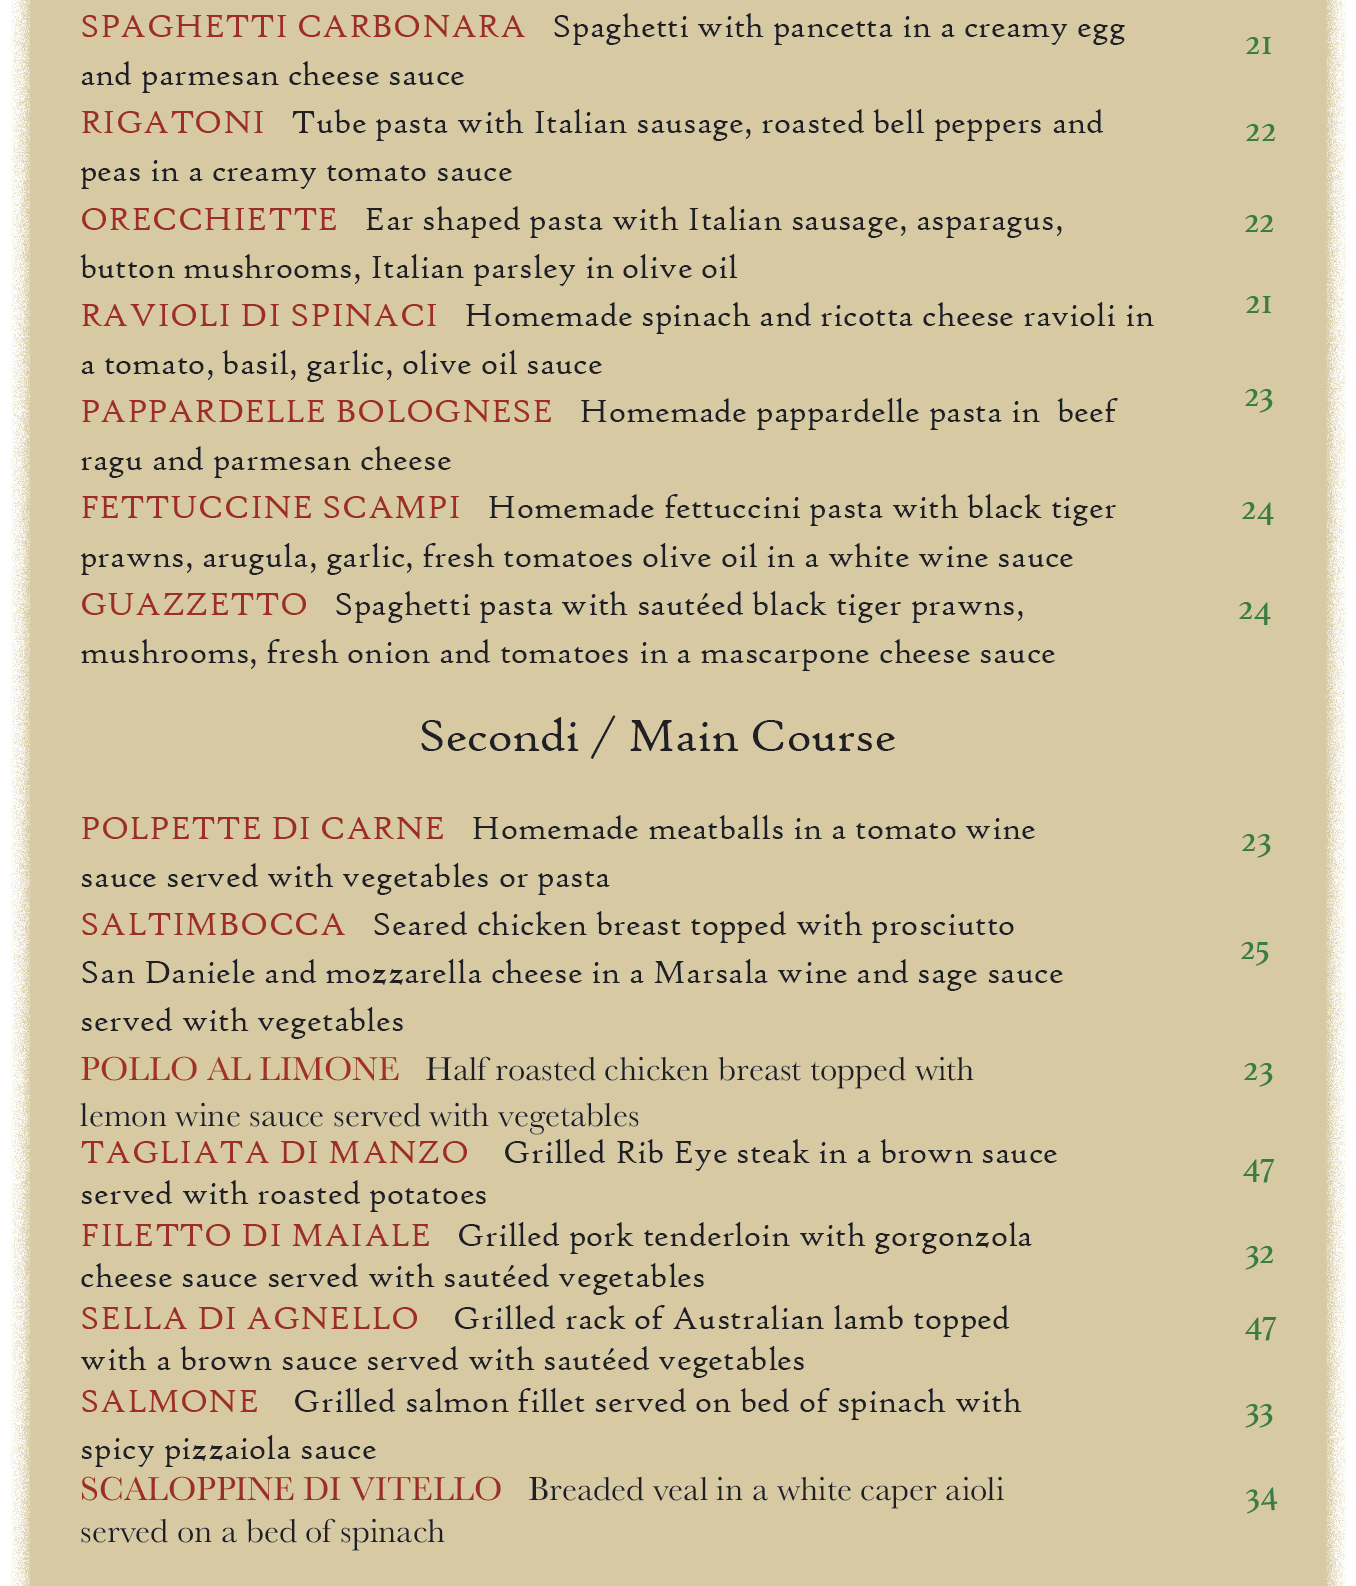 SPAGHETTI CARBONARA Spaghetti with pancetta in a creamy egg 21
and parmesan cheese sauce
RIGATONI Tube pasta with Italian sausage, roasted bell peppers and 22
peas in a creamy tomato sauce
ORECCHIETTE Ear shaped pasta with Italian sausage, asparagus, 22
button mushrooms, Italian parsley in olive oil
RAVIOLI DI SPINACI Homemade spinach and ricotta cheese ravioli in 21
a tomato, basil, garlic, olive oil sauce
PAPPARDELLE BOLOGNESE Homemade pappardelle pasta in beef 23
ragu and parmesan cheese
FETTUCCINE SCAMPI Homemade fettuccini pasta with black tiger 24
prawns, arugula, garlic, fresh tomatoes olive oil in a white wine sauce
GUAZZETTO Spaghetti pasta with sautéed black tiger prawns, 24
mushrooms, fresh onion and tomatoes in a mascarpone cheese sauce
Secondi / Main Course
POLPETTE DI CARNE Homemade meatballs in a tomato wine 23
sauce served with vegetables or pasta
SALTIMBOCCA Seared chicken breast topped with prosciutto 25
San Daniele and mozzarella cheese in a Marsala wine and sage sauce
served with vegetables
POLLO AL LIMONE Half roasted chicken breast topped with 23
lemon wine sauce served with vegetables
TAGLIATA DI MANZO Grilled Rib Eye steak in a brown sauce 47
served with roasted potatoes
FILETTO DI MAIALE Grilled pork tenderloin with gorgonzola 32
cheese sauce served with sautéed vegetables
SELLA DI AGNELLO Grilled rack of Australian lamb topped 47
with a brown sauce served with sautéed vegetables
SALMONE Grilled salmon fillet served on bed of spinach with 33
spicy pizzaiola sauce
SCALOPPINE DI VITELLO Breaded veal in a white caper aioli 34
served on a bed of spinach